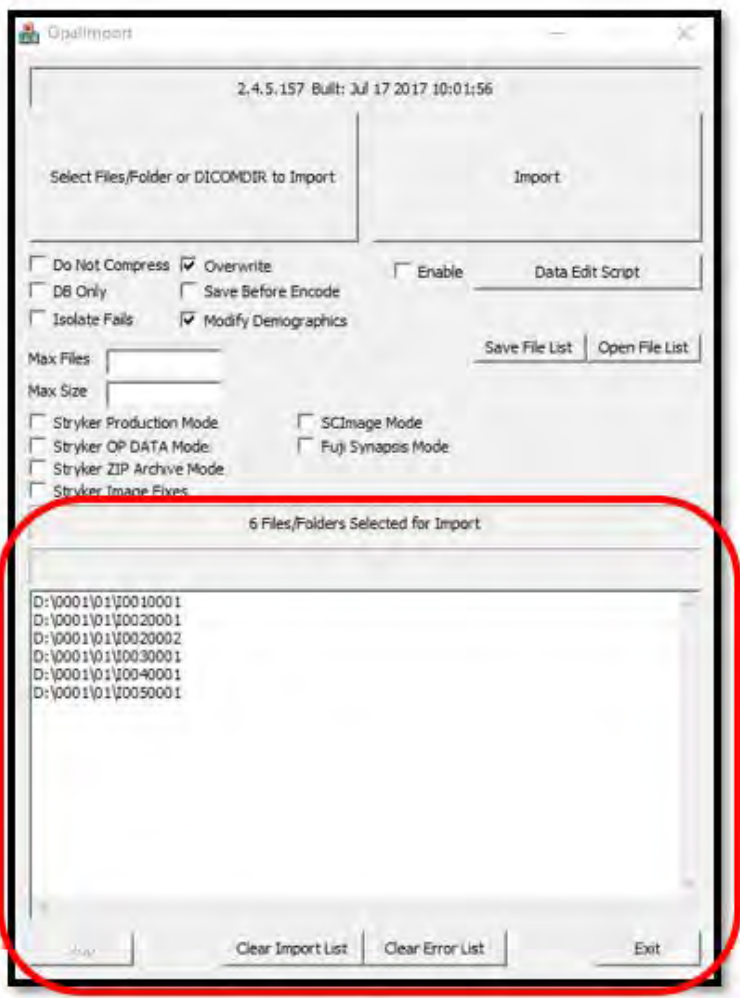 OpalImport
2.4.5.157 Built: Jul 17 2017 10:01:56
Select Files/Folder or DICOMDIR to Import
Import
Do Not Compress
Overwrite
Enable
Data Edit Script
DB Only
Save Before Encode
Isolate Fails
Modify Demographics
Save File List
Open File List
Max Files
Max Size
Stryker Production Mode
SCImage Mode
Stryker OP DATA Mode
Fuji Synapsis Mode
Stryker ZIP Archive Mode
Stryker Image Fixes
6 Files/Folders Selected for Import
D:\0001\01\I0010001
D:\0001\01\I0020001
D:\0001\01\I0020002
D:\0001\01\I0030001
D:\0001\01\I0040001
D:\0001\01\I0050001
Clear Import List
Clear Error List
Exit